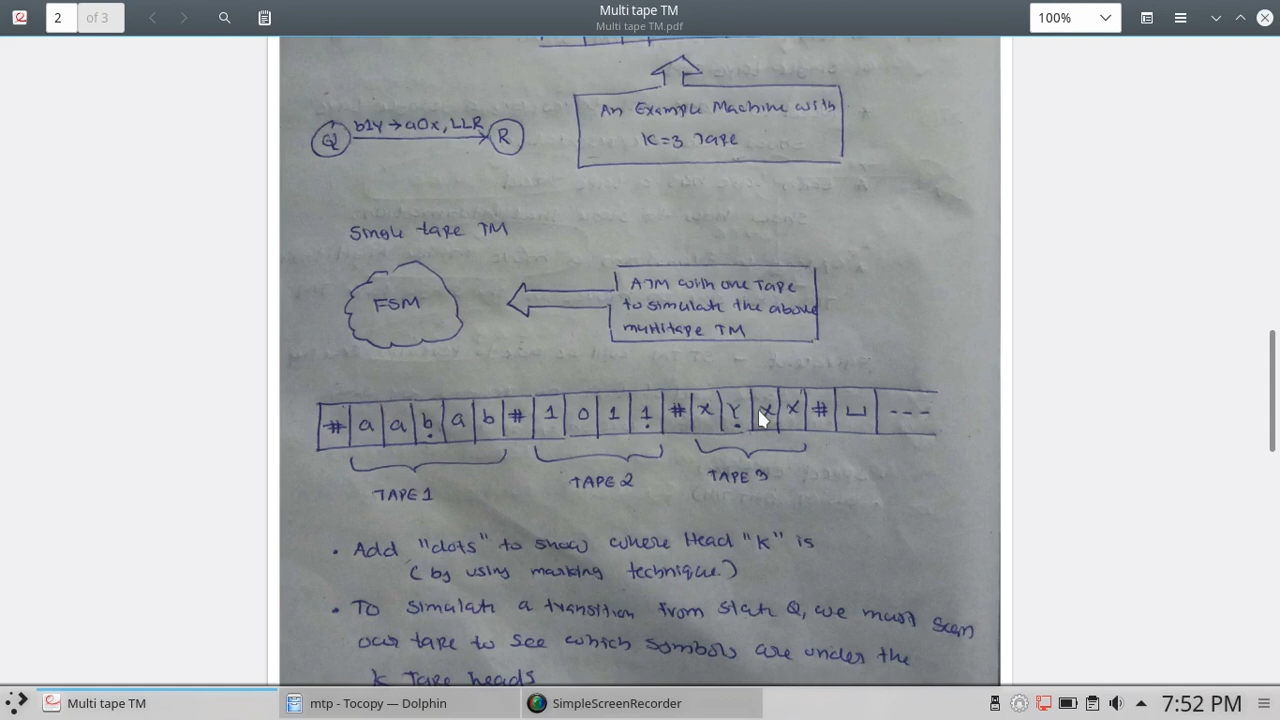 2
of 3
Multi tape TM
Multi tape TM.pdf
100%
b1Y → a0x, LLR
Q
R
An Example Machine with
K=3 Tape
Single tape TM
FSM
A TM with one Tape
to simulate the above
multitape TM
# a a b a b # 1 0 1 1 # x Y x x # ⊔ ---
TAPE 1
TAPE 2
TAPE 3
• Add "dots" to show where Head "K" is
( by using marking technique.)
• To simulate a transition from state Q, we must scan
our tape to see which symbols are under the
K Tape heads
Multi tape TM
mtp - Tocopy — Dolphin
SimpleScreenRecorder
7:52 PM